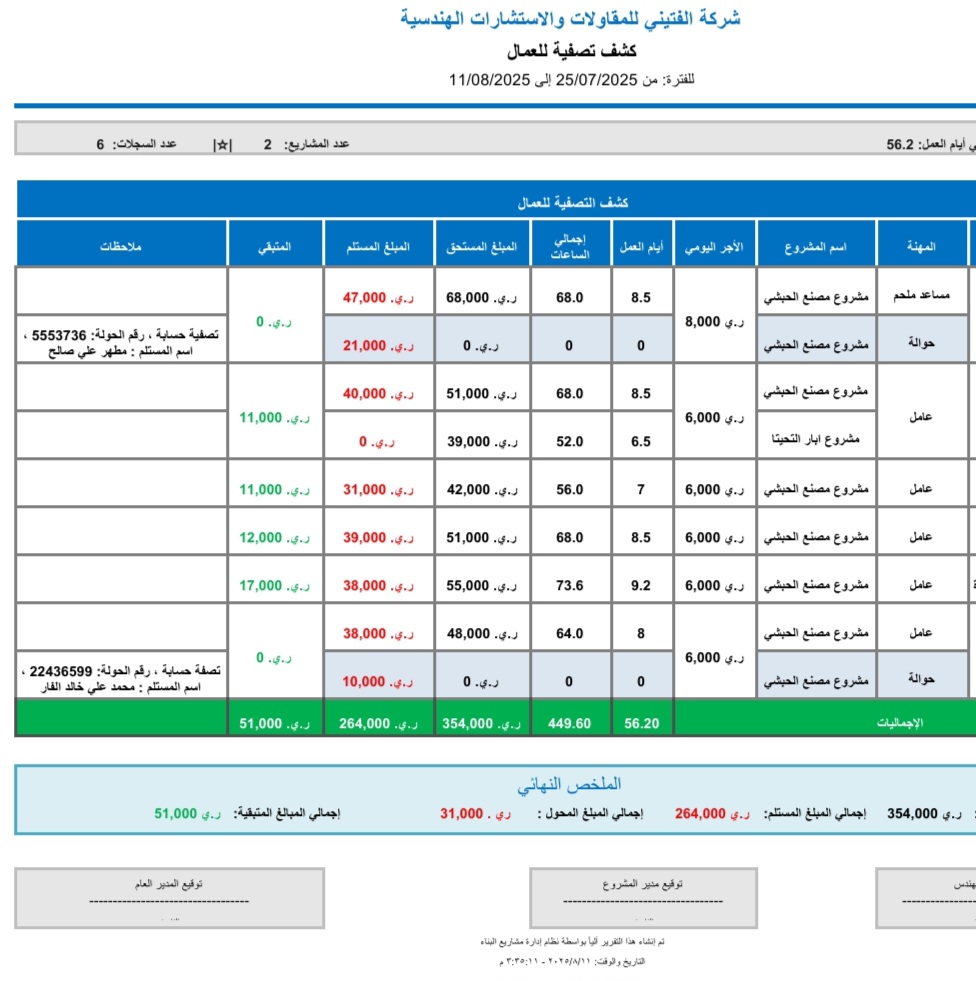 شركة الفتيني للمقاولات والاستشارات الهندسية
كشف تصفية للعمال
للفترة: من 25/07/2025 إلى 11/08/2025
أيام العمل: 56.2 عدد المشاريع: 2 |☆| عدد السجلات: 6
كشف التصفية للعمال
المهنة اسم المشروع الأجر اليومي أيام العمل إجمالي الساعات المبلغ المستحق المبلغ المستلم المتبقي ملاحظات
مساعد ملحم مشروع مصنع الحبشي ر.ي 8,000 8.5 68.0 ر.ي. 68,000 ر.ي. 47,000 ر.ي. 0
حوالة مشروع مصنع الحبشي 0 0 ر.ي. 0 ر.ي. 21,000 تصفية حسابة ، رقم الحولة: 5553736 ،
اسم المستلم : مطهر علي صالح
عامل مشروع مصنع الحبشي ر.ي 6,000 8.5 68.0 ر.ي. 51,000 ر.ي. 40,000 ر.ي. 11,000
مشروع ابار التحيتا 6.5 52.0 ر.ي. 39,000 ر.ي. 0
عامل مشروع مصنع الحبشي ر.ي 6,000 7 56.0 ر.ي. 42,000 ر.ي. 31,000 ر.ي. 11,000
عامل مشروع مصنع الحبشي ر.ي 6,000 8.5 68.0 ر.ي. 51,000 ر.ي. 39,000 ر.ي. 12,000
عامل مشروع مصنع الحبشي ر.ي 6,000 9.2 73.6 ر.ي. 55,000 ر.ي. 38,000 ر.ي. 17,000
عامل مشروع مصنع الحبشي ر.ي 6,000 8 64.0 ر.ي. 48,000 ر.ي. 38,000 ر.ي. 0
حوالة مشروع مصنع الحبشي 0 0 ر.ي. 0 ر.ي. 10,000 تصفة حسابة ، رقم الحولة: 22436599 ،
اسم المستلم : محمد علي خالد الفار
الإجماليات 56.20 449.60 ر.ي. 354,000 ر.ي. 264,000 ر.ي. 51,000
الملخص النهائي
ر.ي 354,000 إجمالي المبلغ المستلم: ر.ي 264,000 إجمالي المبلغ المحول : ر.ي . 31,000 إجمالي المبالغ المتبقية: ر.ي 51,000
توقيع مدير المشروع توقيع المدير العام
تم إنشاء هذا التقرير آلياً بواسطة نظام إدارة مشاريع البناء
التاريخ والوقت: ٢٠٢٥/٨/١١ - ٣:٣٥:١١ م